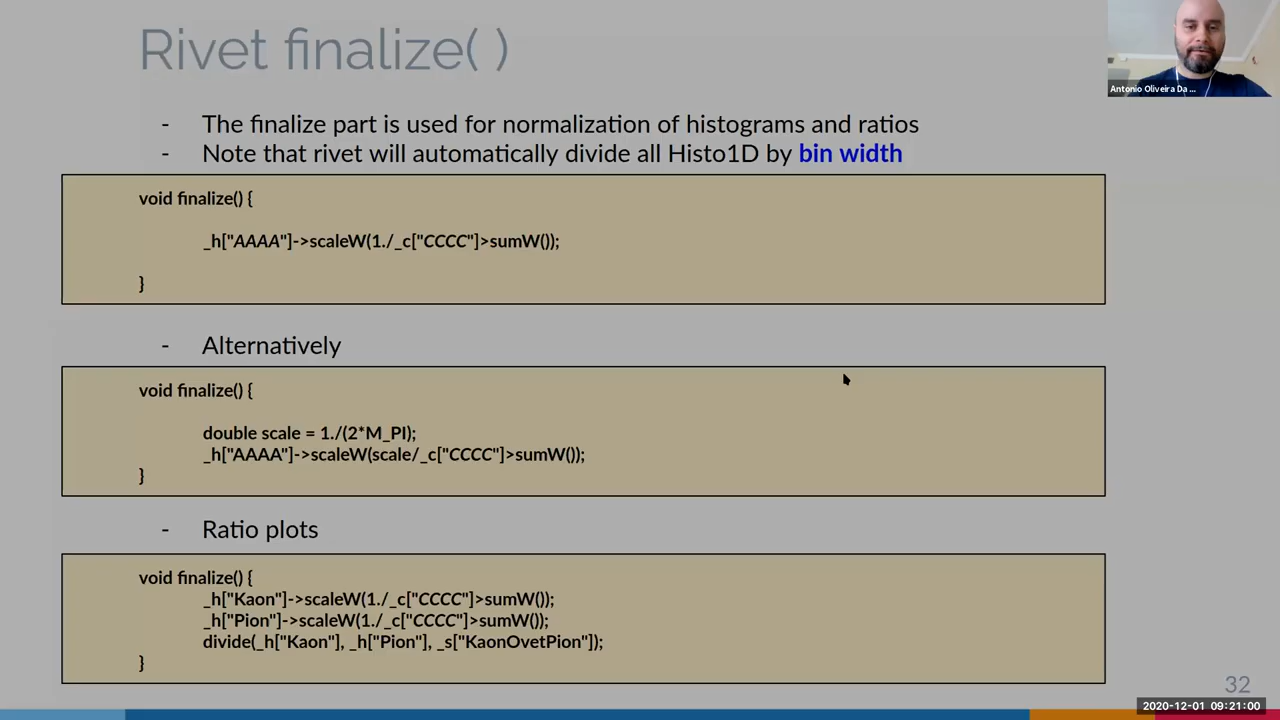 Rivet finalize( )
Antonio Oliveira Da ...
- The finalize part is used for normalization of histograms and ratios
- Note that rivet will automatically divide all Histo1D by bin width
void finalize() {
_h["AAAA"]->scaleW(1./_c["CCCC"]>sumW());
}
- Alternatively
void finalize() {
double scale = 1./(2*M_PI);
_h["AAAA"]->scaleW(scale/_c["CCCC"]>sumW());
}
- Ratio plots
void finalize() {
_h["Kaon"]->scaleW(1./_c["CCCC"]>sumW());
_h["Pion"]->scaleW(1./_c["CCCC"]>sumW());
divide(_h["Kaon"], _h["Pion"], _s["KaonOvetPion"]);
}
32
2020-12-01 09:21:00